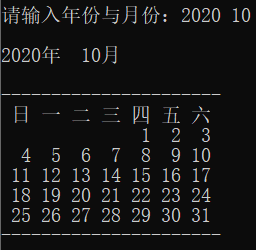 请输入年份与月份：2020 10
2020年  10月
---------------------
 日 一 二 三 四 五 六
             1  2  3
 4  5  6  7  8  9 10
11 12 13 14 15 16 17
18 19 20 21 22 23 24
25 26 27 28 29 30 31
---------------------